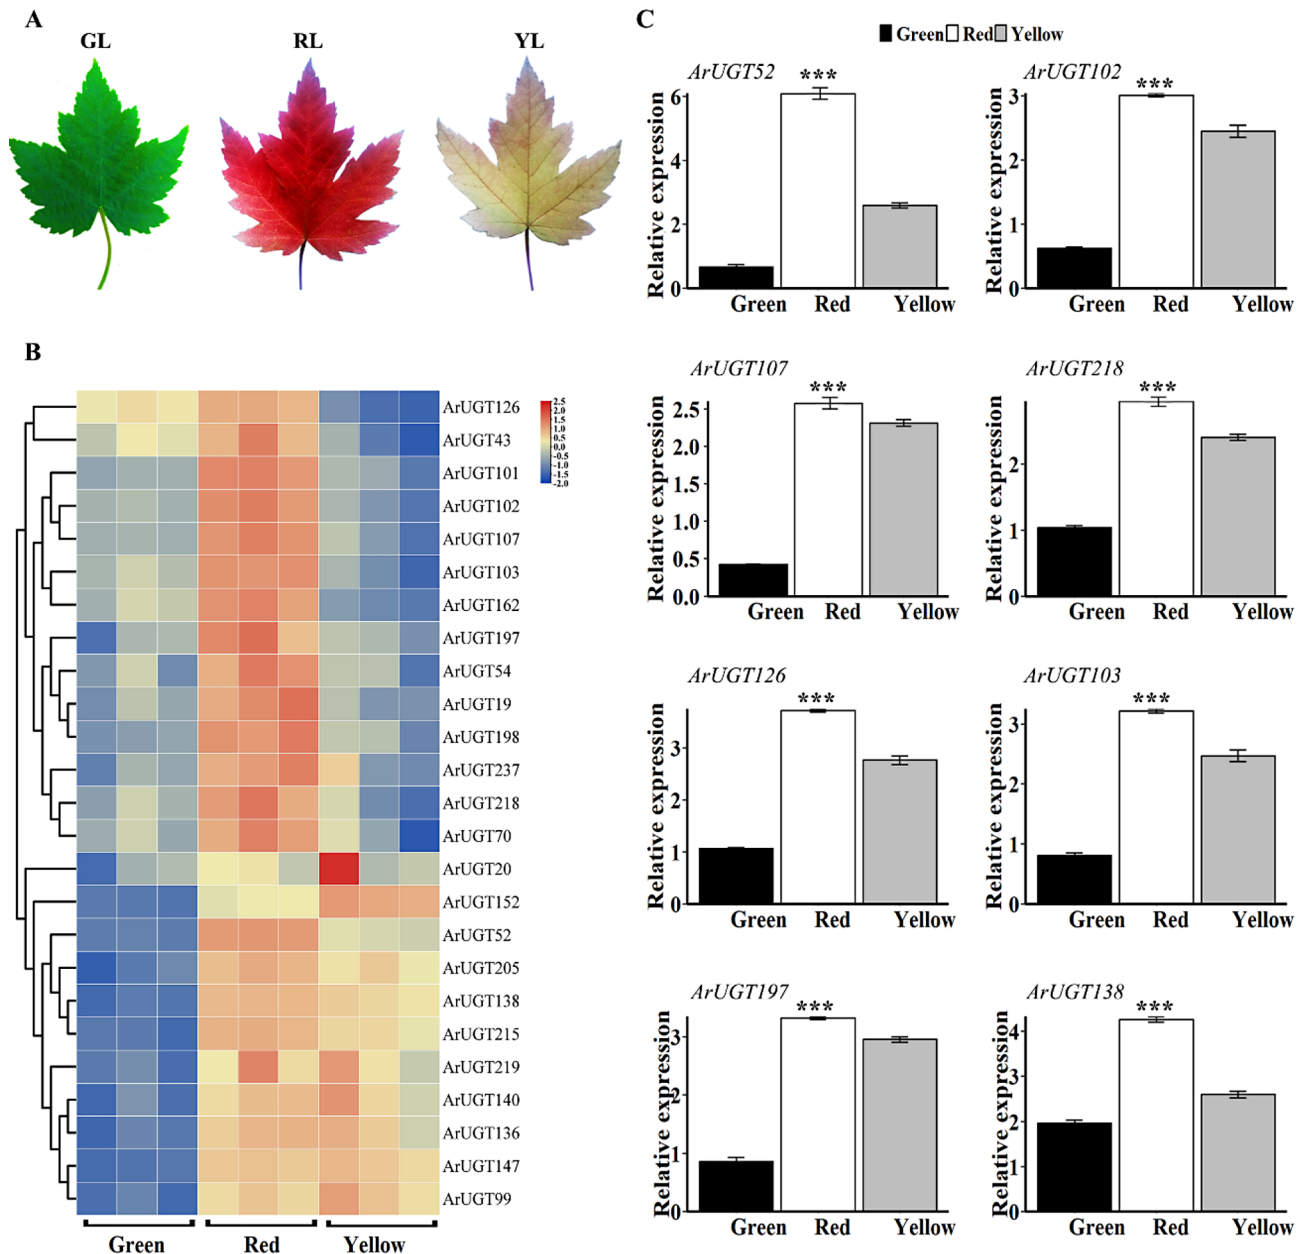 A
GL RL YL
B
ArUGT126
ArUGT43
ArUGT101
ArUGT102
ArUGT107
ArUGT103
ArUGT162
ArUGT197
ArUGT54
ArUGT19
ArUGT198
ArUGT237
ArUGT218
ArUGT70
ArUGT20
ArUGT152
ArUGT52
ArUGT205
ArUGT138
ArUGT215
ArUGT219
ArUGT140
ArUGT136
ArUGT147
ArUGT99
2.5
2.0
1.5
1.0
0.5
0.0
-0.5
-1.0
-1.5
-2.0
Green Red Yellow
C
Green Red Yellow
ArUGT52
***
Relative expression
6
4
2
0
Green Red Yellow
ArUGT102
***
Relative expression
3
2
1
0
Green Red Yellow
ArUGT107
***
Relative expression
2.5
2.0
1.5
1.0
0.5
0.0
Green Red Yellow
ArUGT218
***
Relative expression
2
1
0
Green Red Yellow
ArUGT126
***
Relative expression
3
2
1
0
Green Red Yellow
ArUGT103
***
Relative expression
3
2
1
0
Green Red Yellow
ArUGT197
***
Relative expression
3
2
1
0
Green Red Yellow
ArUGT138
***
Relative expression
4
3
2
1
0
Green Red Yellow